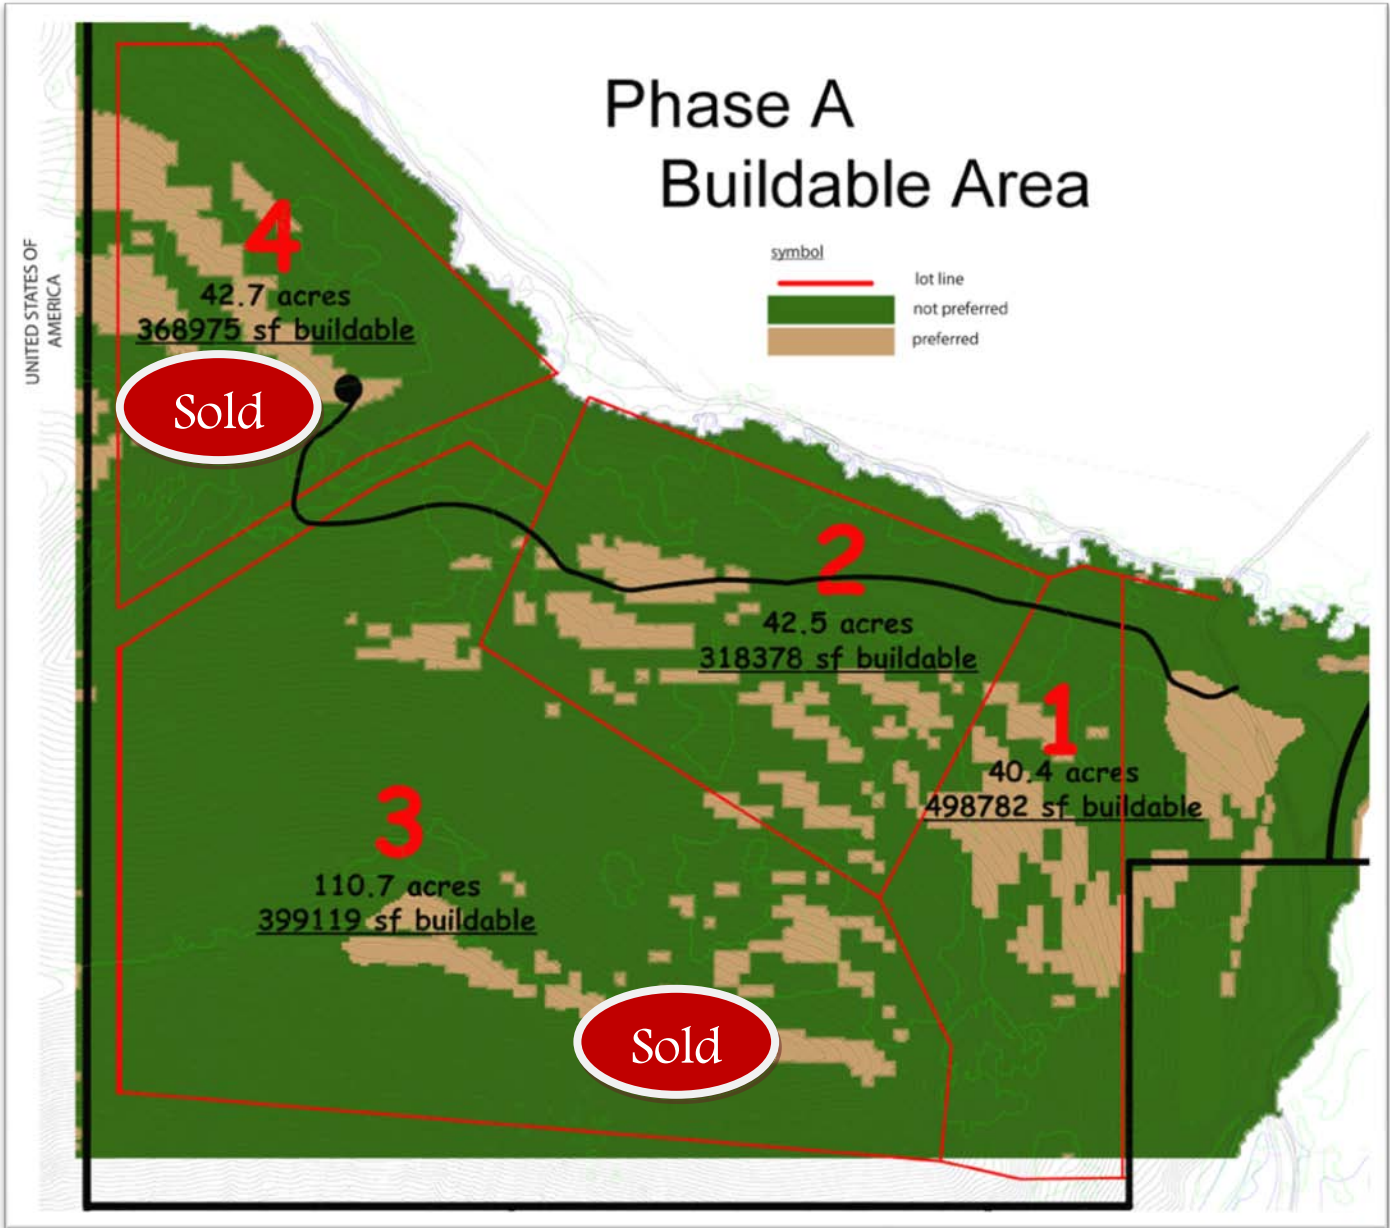 Phase A
Buildable Area
symbol
lot line
not preferred
preferred
UNITED STATES OF
AMERICA
4
42.7 acres
368975 sf buildable
Sold
2
42.5 acres
318378 sf buildable
1
40.4 acres
498782 sf buildable
3
110.7 acres
399119 sf buildable
Sold